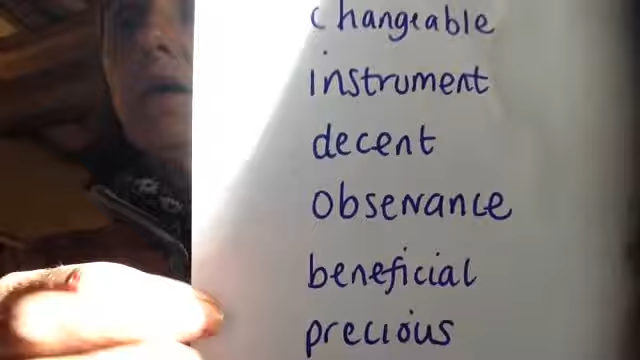 changeable
instrument
decent
observance
beneficial
precious